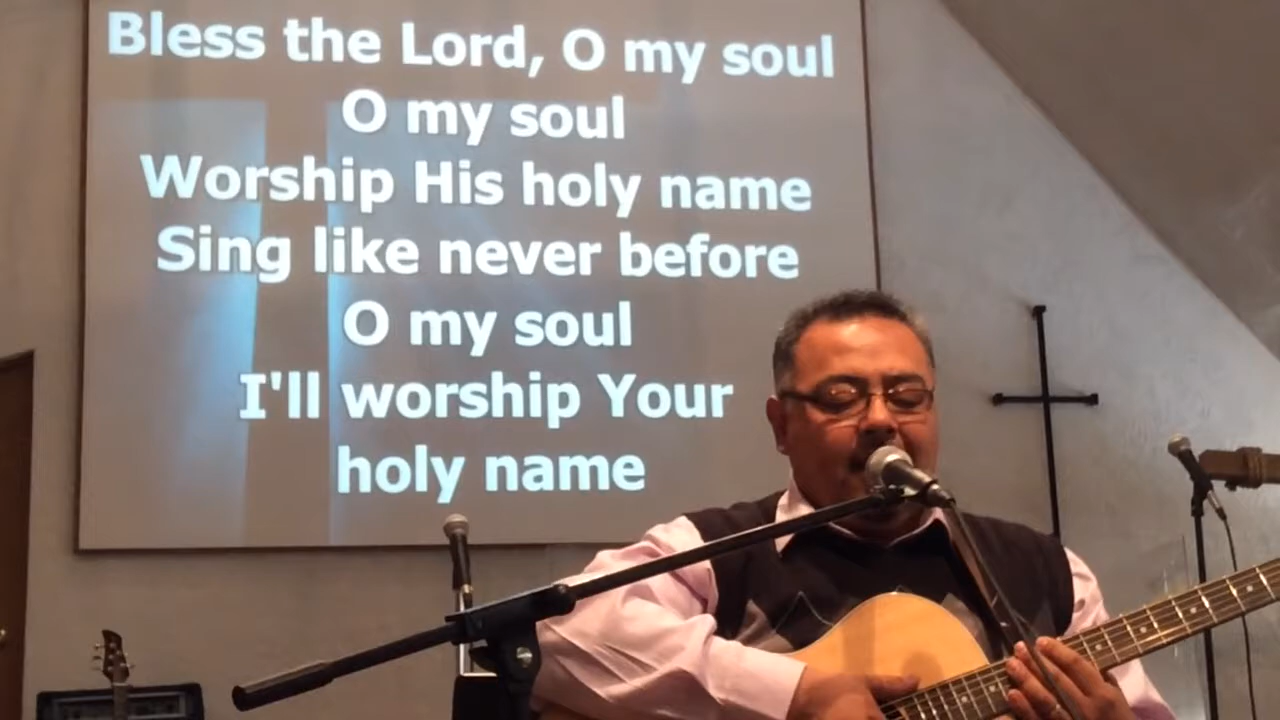 Bless the Lord, O my soul
O my soul
Worship His holy name
Sing like never before
O my soul
I'll worship Your
holy name